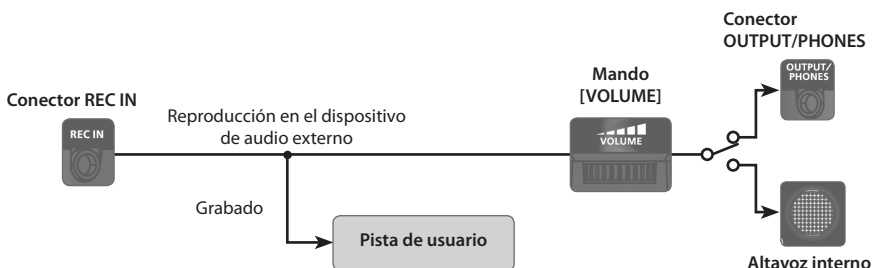 Conector
OUTPUT/PHONES
OUTPUT/
PHONES
Mando
[VOLUME]
VOLUME
Conector REC IN
REC IN
Reproducción en el dispositivo
de audio externo
Grabado
Pista de usuario
Altavoz interno